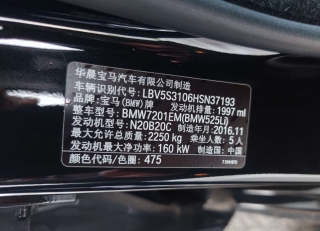 华晨宝马汽车有限公司制造
车辆识别代号 LBV5S3106HSN37193
品牌: 宝马(BMW)牌 发动机排量: 1997 ml
整车型号: BMW7201EM(BMW525Li)
发动机型号: N20B20C 制造日期: 2016.11
最大允许总质量: 2250 kg 乘坐人数: 5人
发动机最大净功率: 160 kW 制造国: 中国
颜色代码/色圈: 475